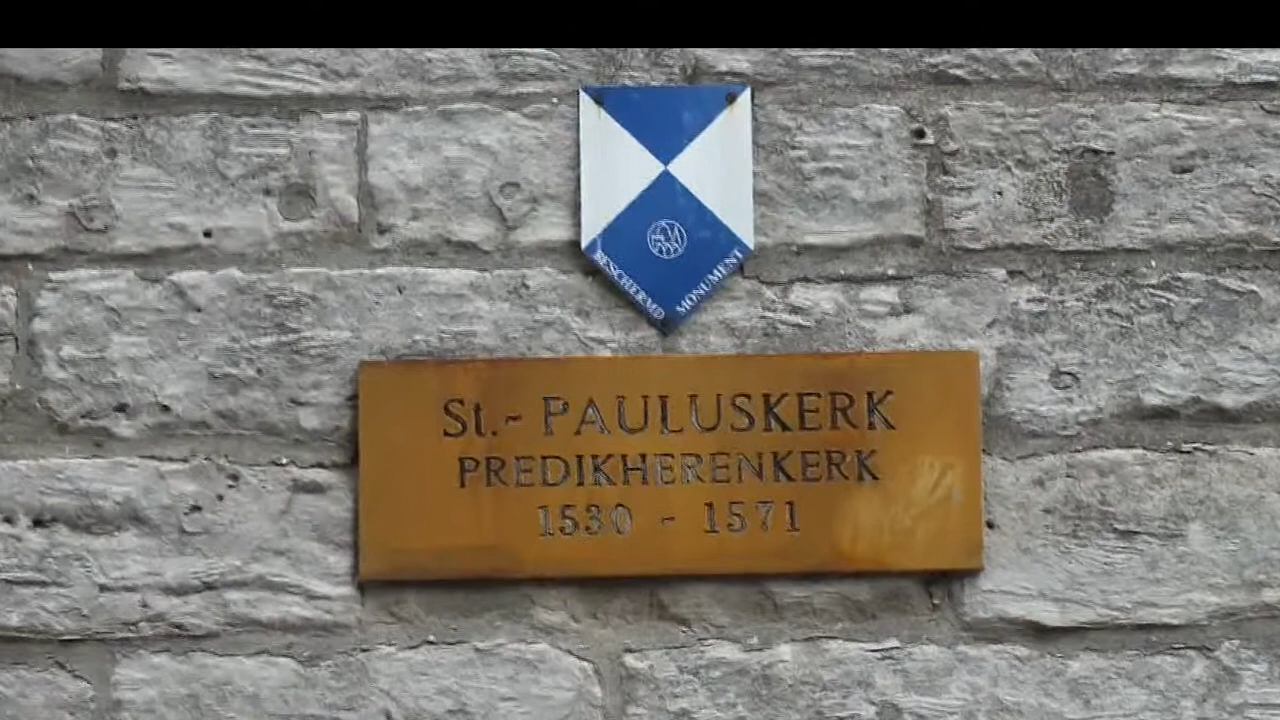 BESCHERMD MONUMENT
St.- PAULUSKERK
PREDIKHERENKERK
1530 - 1571